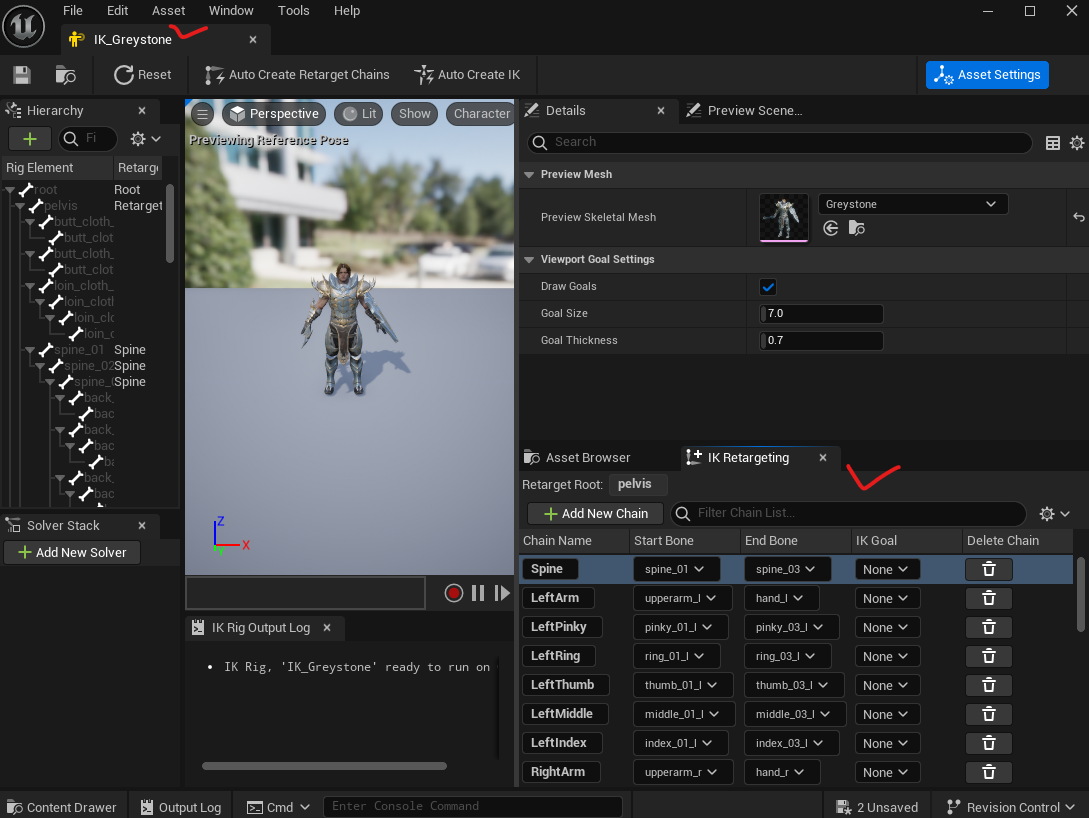 File Edit Asset Window Tools Help
IK_Greystone
Reset Auto Create Retarget Chains Auto Create IK Asset Settings
Hierarchy
Fi
Rig Element Retarg
root Root
pelvis Retarget
butt_cloth_
butt_clot
butt_cloth_
butt_clot
loin_cloth_
loin_cloth
loin_clo
loin_c
spine_01 Spine
spine_02 Spine
spine_0 Spine
back_
bac
back_
bac
ba
back_
bac
Solver Stack
Add New Solver
Perspective Lit Show Character
Previewing Reference Pose
Z
X
IK Rig Output Log
• IK Rig, 'IK_Greystone' ready to run on
Details Preview Scene...
Search
Preview Mesh
Preview Skeletal Mesh Greystone
Viewport Goal Settings
Draw Goals
Goal Size 7.0
Goal Thickness 0.7
Asset Browser IK Retargeting
Retarget Root: pelvis
Add New Chain Filter Chain List...
Chain Name Start Bone End Bone IK Goal Delete Chain
Spine spine_01 spine_03 None
LeftArm upperarm_l hand_l None
LeftPinky pinky_01_l pinky_03_l None
LeftRing ring_01_l ring_03_l None
LeftThumb thumb_01_l thumb_03_l None
LeftMiddle middle_01_l middle_03_l None
LeftIndex index_01_l index_03_l None
RightArm upperarm_r hand_r None
Content Drawer Output Log Cmd Enter Console Command 2 Unsaved Revision Control